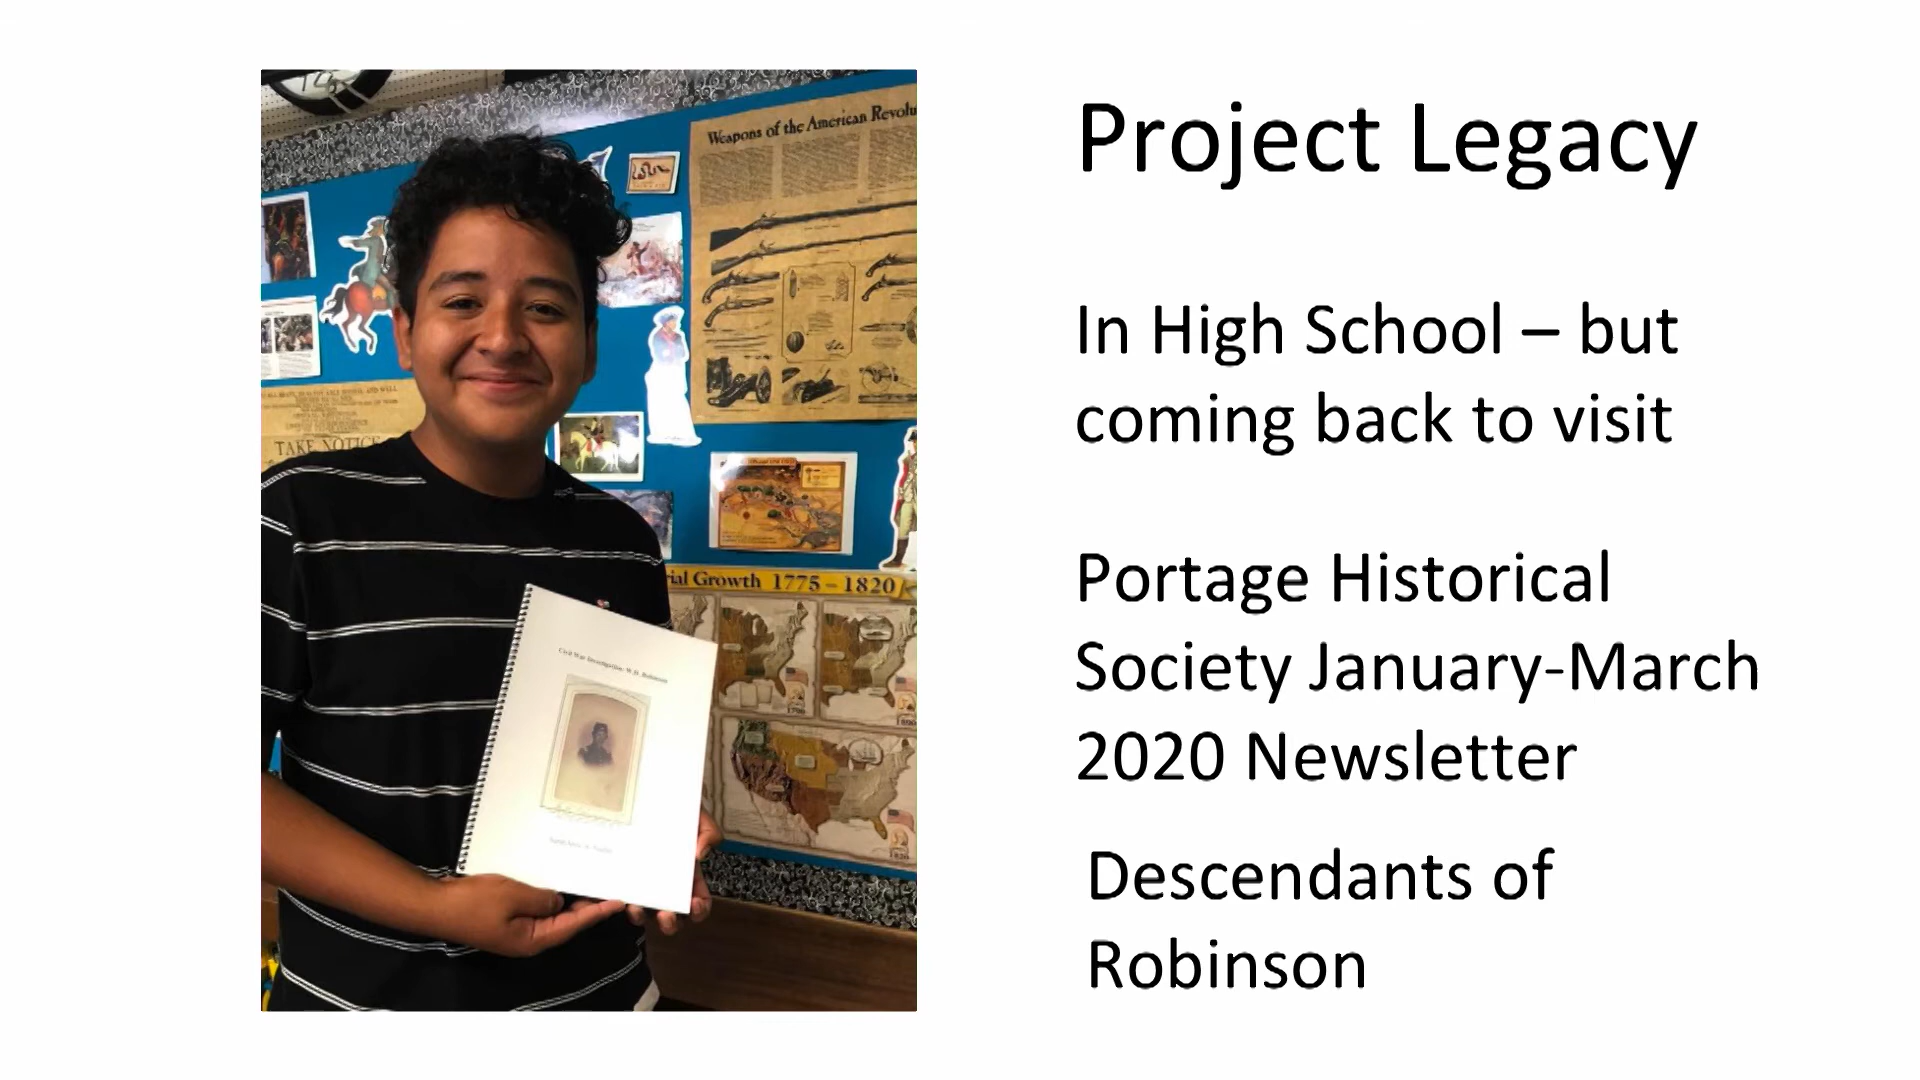 Project Legacy
In High School – but
coming back to visit
Portage Historical
Society January-March
2020 Newsletter
Descendants of
Robinson
Weapons of the American Revolu
TAKE NOTICE
rial Growth 1775 – 1820
Civil War Investigation: W.H. Robinson